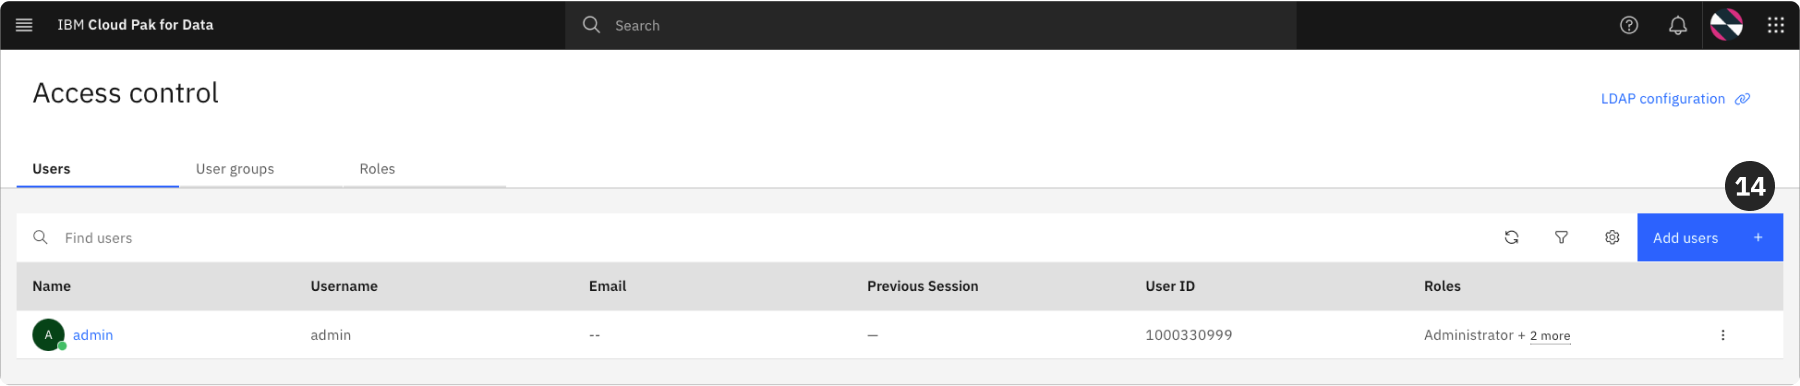 IBM Cloud Pak for Data Search
Access control
LDAP configuration
Users User groups Roles
14
Find users Add users +
Name Username Email Previous Session User ID Roles
A admin admin -- — 1000330999 Administrator + 2 more